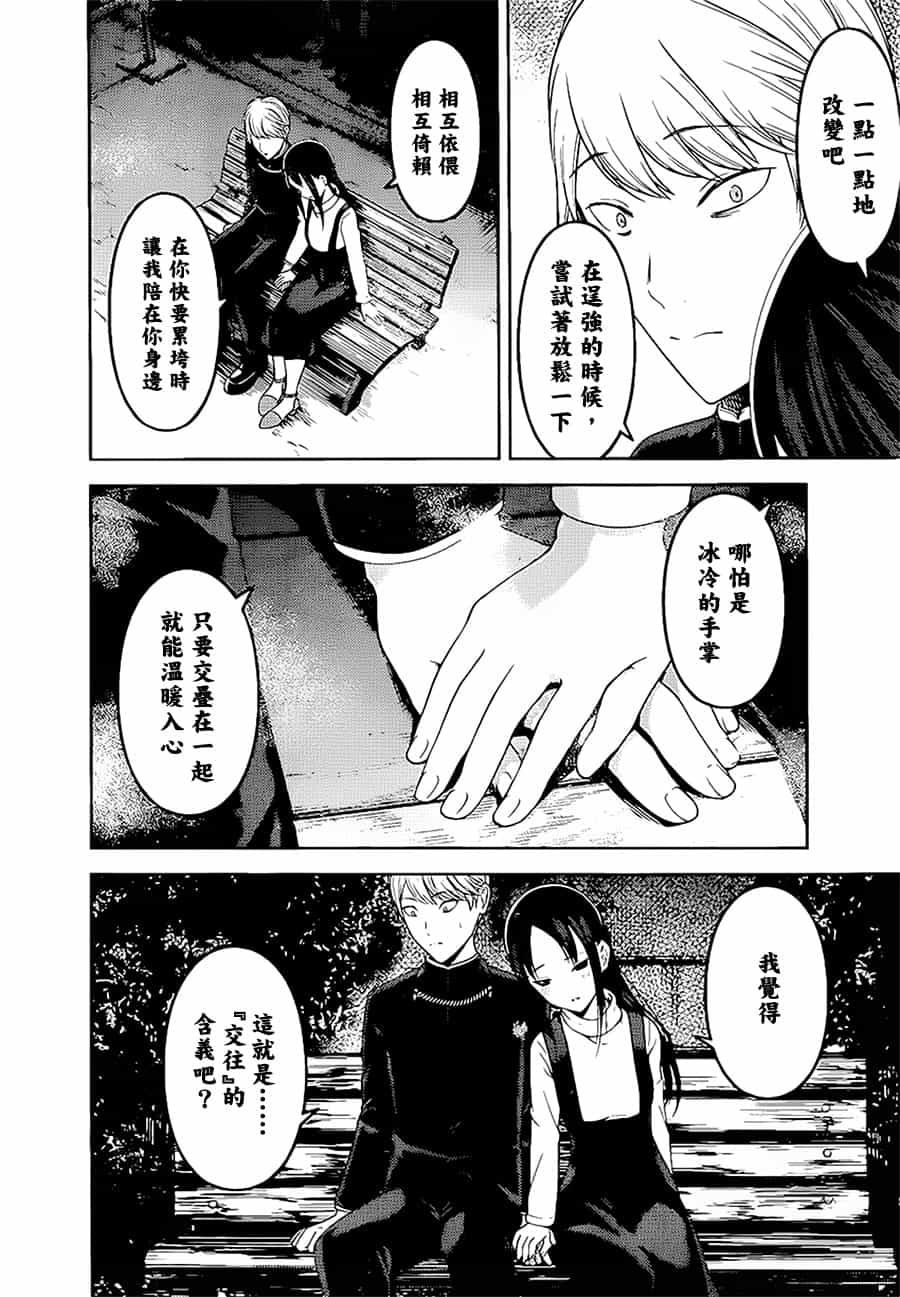 一點一點地
改變吧
在逞強的時候，
嘗試著放鬆一下
相互依偎
相互倚賴
在你快要累垮時
讓我陪在你身邊
哪怕是
冰冷的手掌
只要交疊在一起
就能溫暖入心
我覺得
這就是……
『交往』的
含義吧？